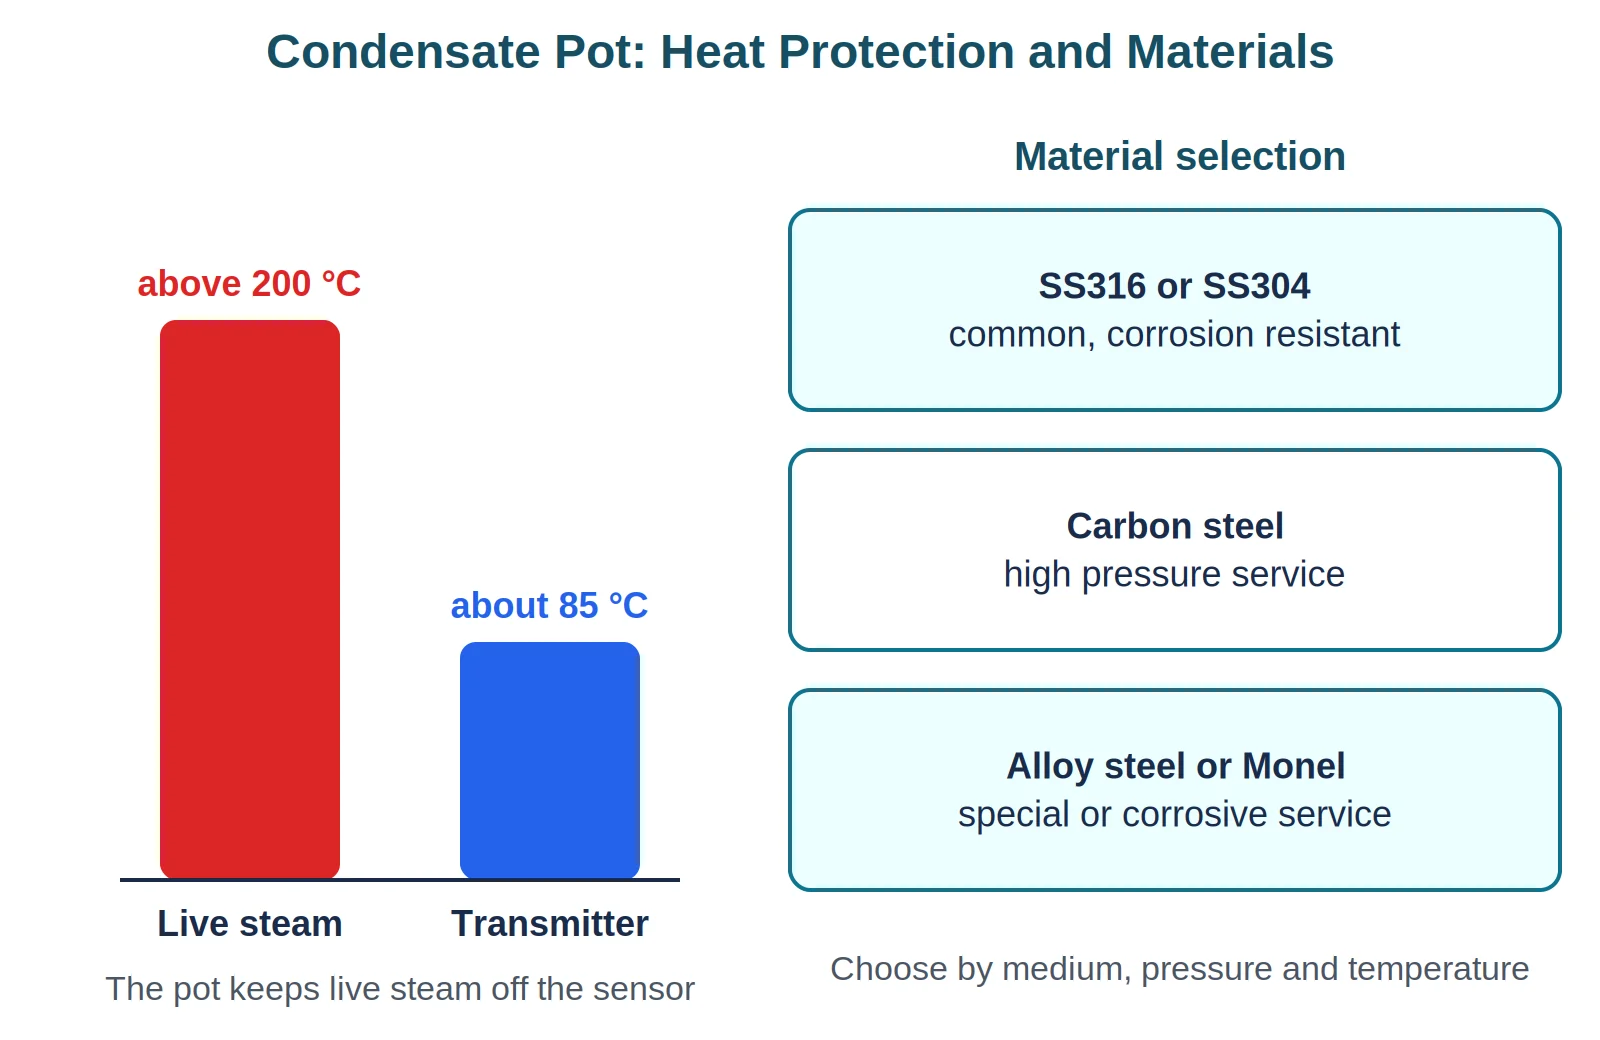 Condensate Pot: Heat Protection and Materials
above 200 °C
about 85 °C
Live steam
Transmitter
The pot keeps live steam off the sensor
Material selection
SS316 or SS304
common, corrosion resistant
Carbon steel
high pressure service
Alloy steel or Monel
special or corrosive service
Choose by medium, pressure and temperature